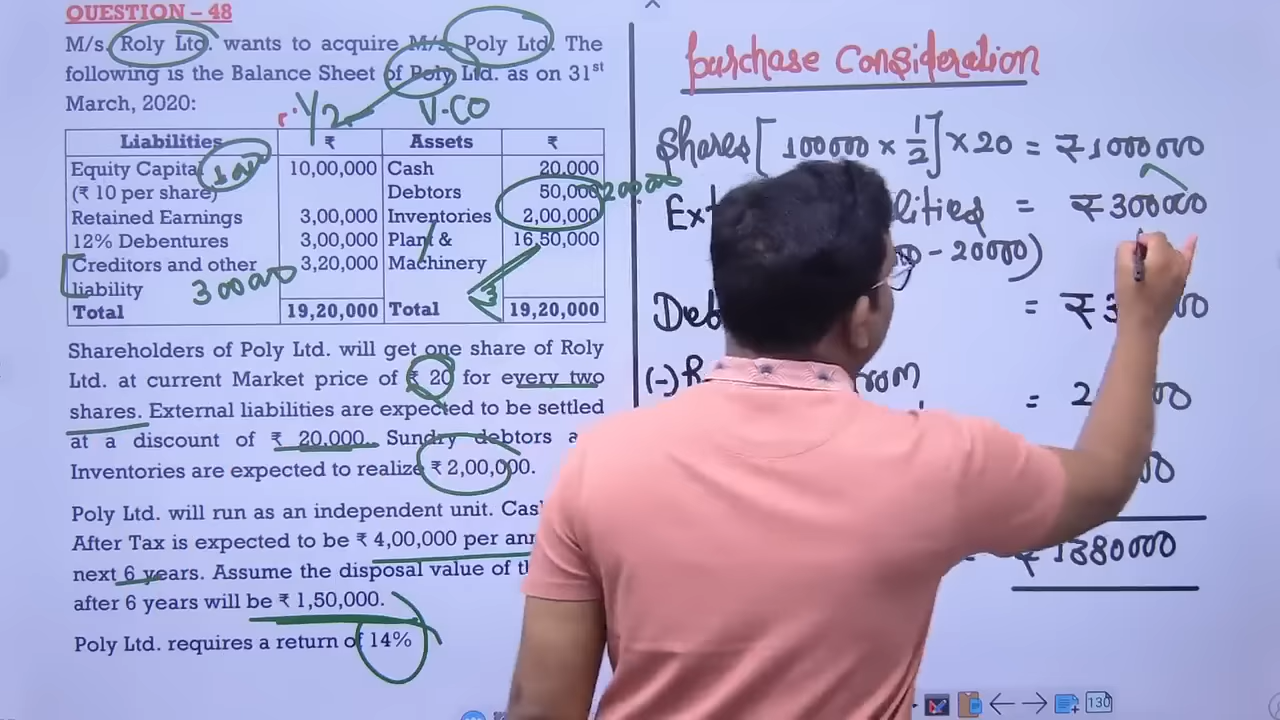 QUESTION – 48
M/s. Roly Ltd. wants to acquire M/s. Poly Ltd. The
following is the Balance Sheet of Poly Ltd. as on 31st
March, 2020:
1/2
V.CO
Liabilities ₹ Assets ₹
Equity Capital 10,00,000 Cash 20,000
(₹ 10 per share) Debtors 50,000
200000
Retained Earnings 3,00,000 Inventories 2,00,000
12% Debentures 3,00,000 Plant & 16,50,000
Creditors and other 3,20,000 Machinery
liability 300000
Total 19,20,000 Total 19,20,000
Shareholders of Poly Ltd. will get one share of Roly
Ltd. at current Market price of ₹ 20 for every two
shares. External liabilities are expected to be settled
at a discount of ₹ 20,000. Sundry debtors
Inventories are expected to realize ₹ 2,00,000.
Poly Ltd. will run as an independent unit.
After Tax is expected to be ₹ 4,00,000 per
next 6 years. Assume the disposal value of
after 6 years will be ₹ 1,50,000.
Poly Ltd. requires a return of 14%
Purchase Consideration
Shares [100000 × 1/2] × 20 = ₹1000000
= ₹300000
- 20000)
= ₹
(-)
=
₹1380000
130